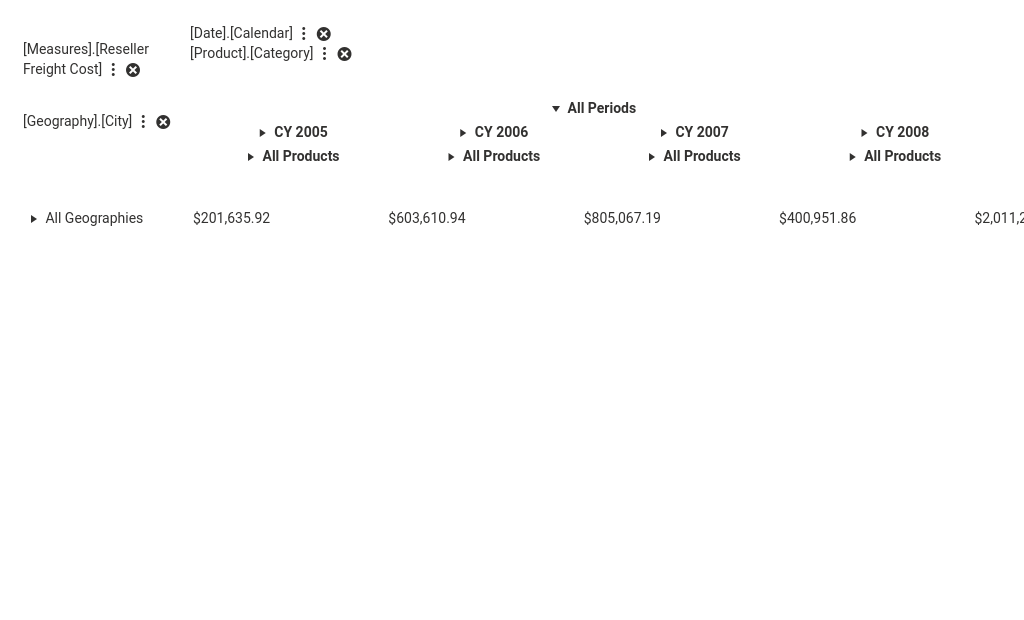 [Measures].[Reseller
Freight Cost]
[Date].[Calendar]
[Product].[Category]
[Geography].[City]
All Periods
CY 2005 CY 2006 CY 2007 CY 2008
All Products All Products All Products All Products
All Geographies $201,635.92 $603,610.94 $805,067.19 $400,951.86 $2,011,2